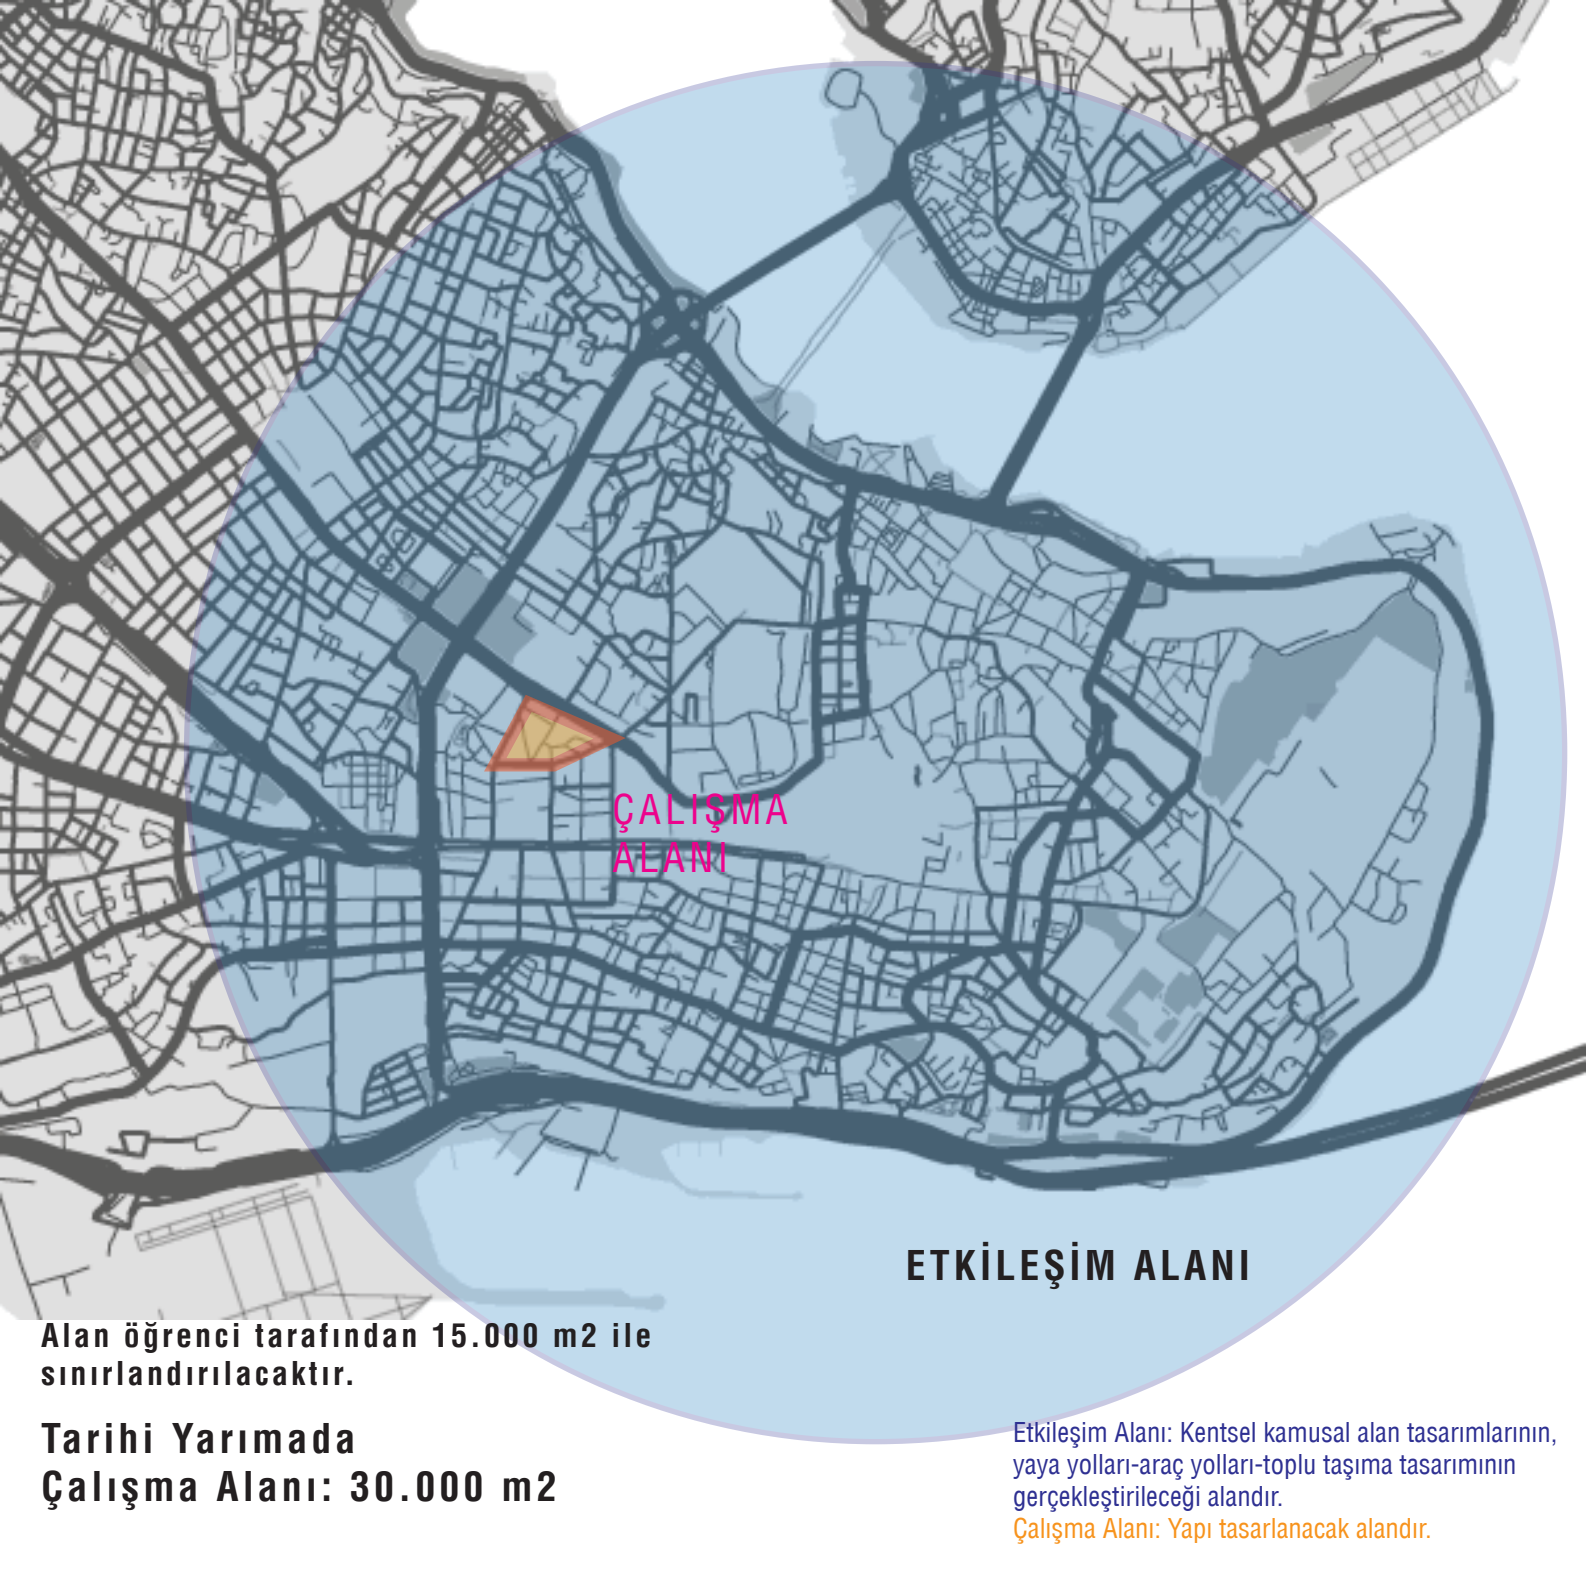 ÇALIŞMA
ALANI
ETKİLEŞİM ALANI
Alan öğrenci tarafından 15.000 m2 ile
sınırlandırılacaktır.
Tarihi Yarımada
Çalışma Alanı: 30.000 m2
Etkileşim Alanı: Kentsel kamusal alan tasarımlarının,
yaya yolları-araç yolları-toplu taşıma tasarımının
gerçekleştirileceği alandır.
Çalışma Alanı: Yapı tasarlanacak alandır.